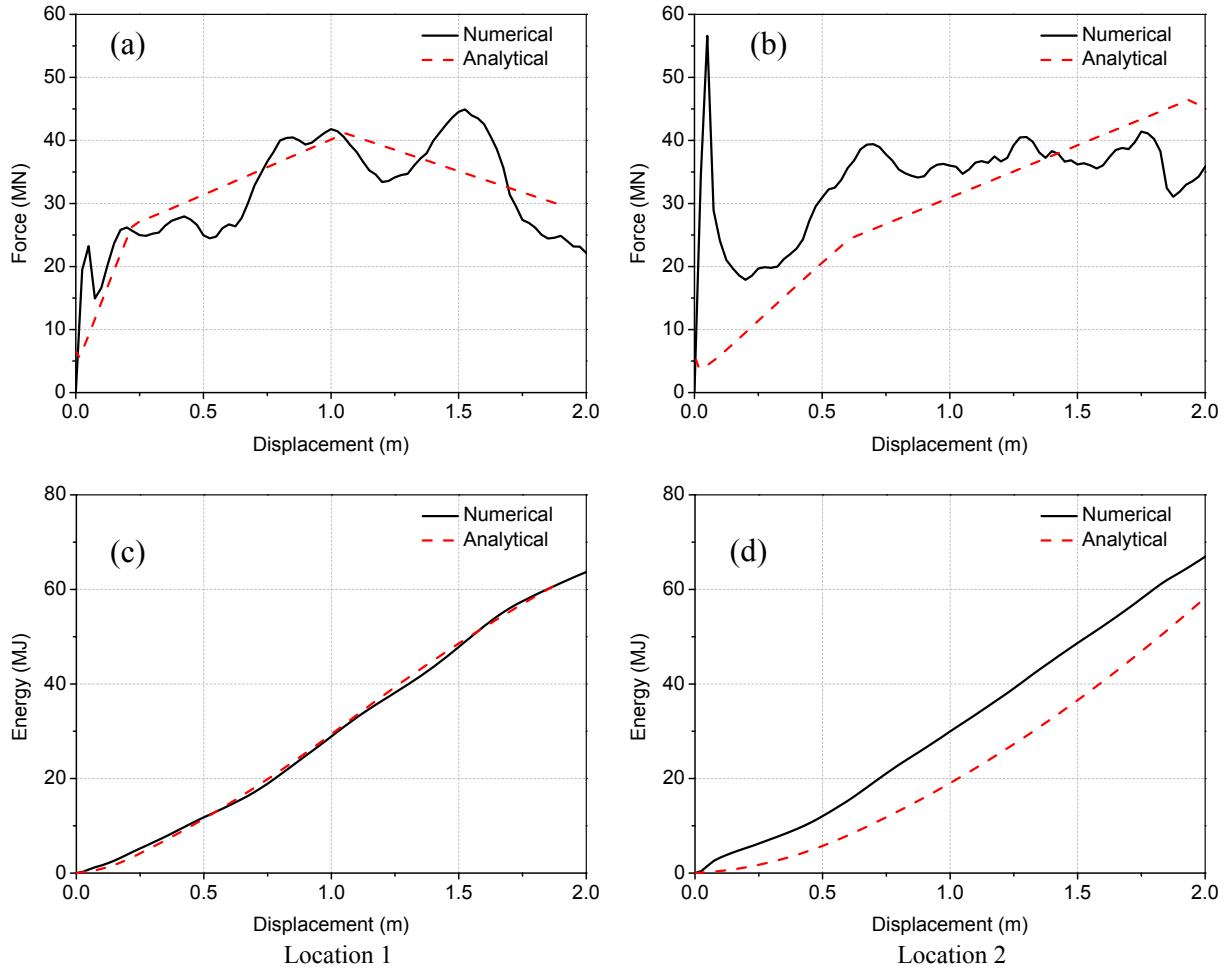 (a)
Numerical
Analytical
60
50
40
30
20
10
0
Force (MN)
0.0 0.5 1.0 1.5 2.0
Displacement (m)
(b)
Numerical
Analytical
60
50
40
30
20
10
0
Force (MN)
0.0 0.5 1.0 1.5 2.0
Displacement (m)
(c)
Numerical
Analytical
80
60
40
20
0
Energy (MJ)
0.0 0.5 1.0 1.5 2.0
Displacement (m)
Location 1
(d)
Numerical
Analytical
80
60
40
20
0
Energy (MJ)
0.0 0.5 1.0 1.5 2.0
Displacement (m)
Location 2